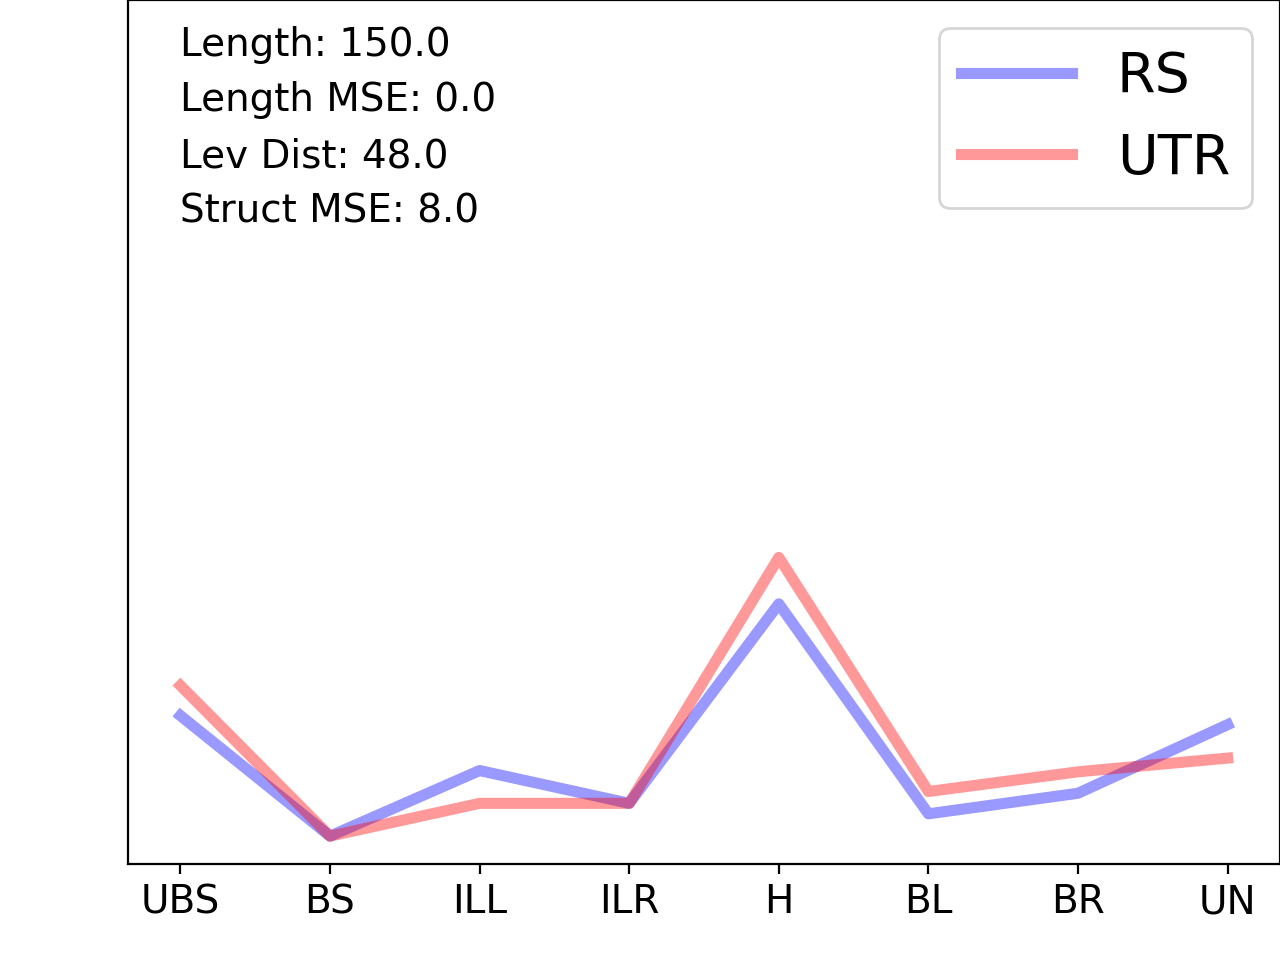 Length: 150.0
Length MSE: 0.0
Lev Dist: 48.0
Struct MSE: 8.0
RS
UTR
UBS BS ILL ILR H BL BR UN